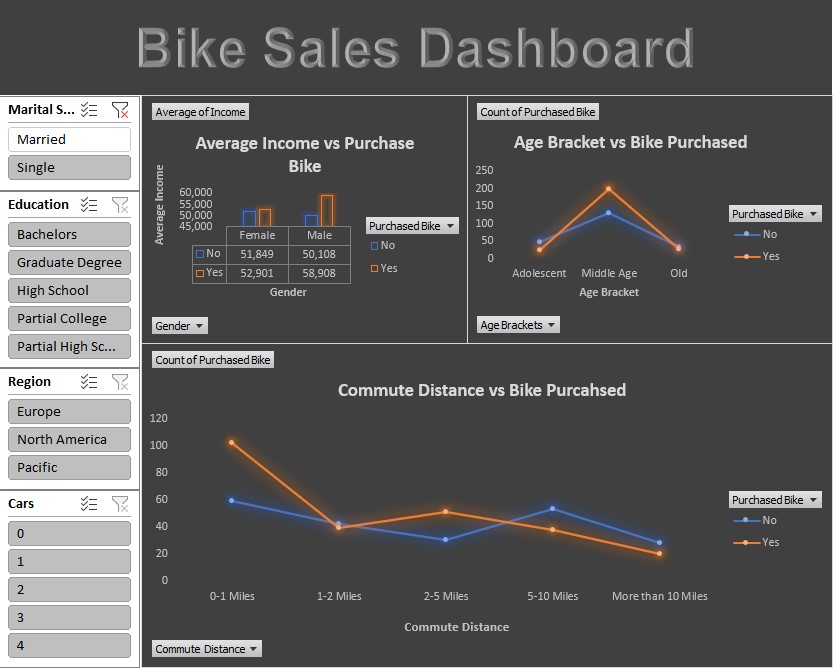 Bike Sales Dashboard
Marital S...
Married
Single
Education
Bachelors
Graduate Degree
High School
Partial College
Partial High Sc...
Region
Europe
North America
Pacific
Cars
0
1
2
3
4
Average of Income
Average Income vs Purchase
Bike
Average Income
60,000
55,000
50,000
45,000
Female Male
No 51,849 50,108
Yes 52,901 58,908
Gender
Purchased Bike
No
Yes
Gender
Count of Purchased Bike
Age Bracket vs Bike Purchased
250
200
150
100
50
0
Adolescent Middle Age Old
Age Bracket
Purchased Bike
No
Yes
Age Brackets
Count of Purchased Bike
Commute Distance vs Bike Purcahsed
120
100
80
60
40
20
0
0-1 Miles 1-2 Miles 2-5 Miles 5-10 Miles More than 10 Miles
Commute Distance
Purchased Bike
No
Yes
Commute Distance